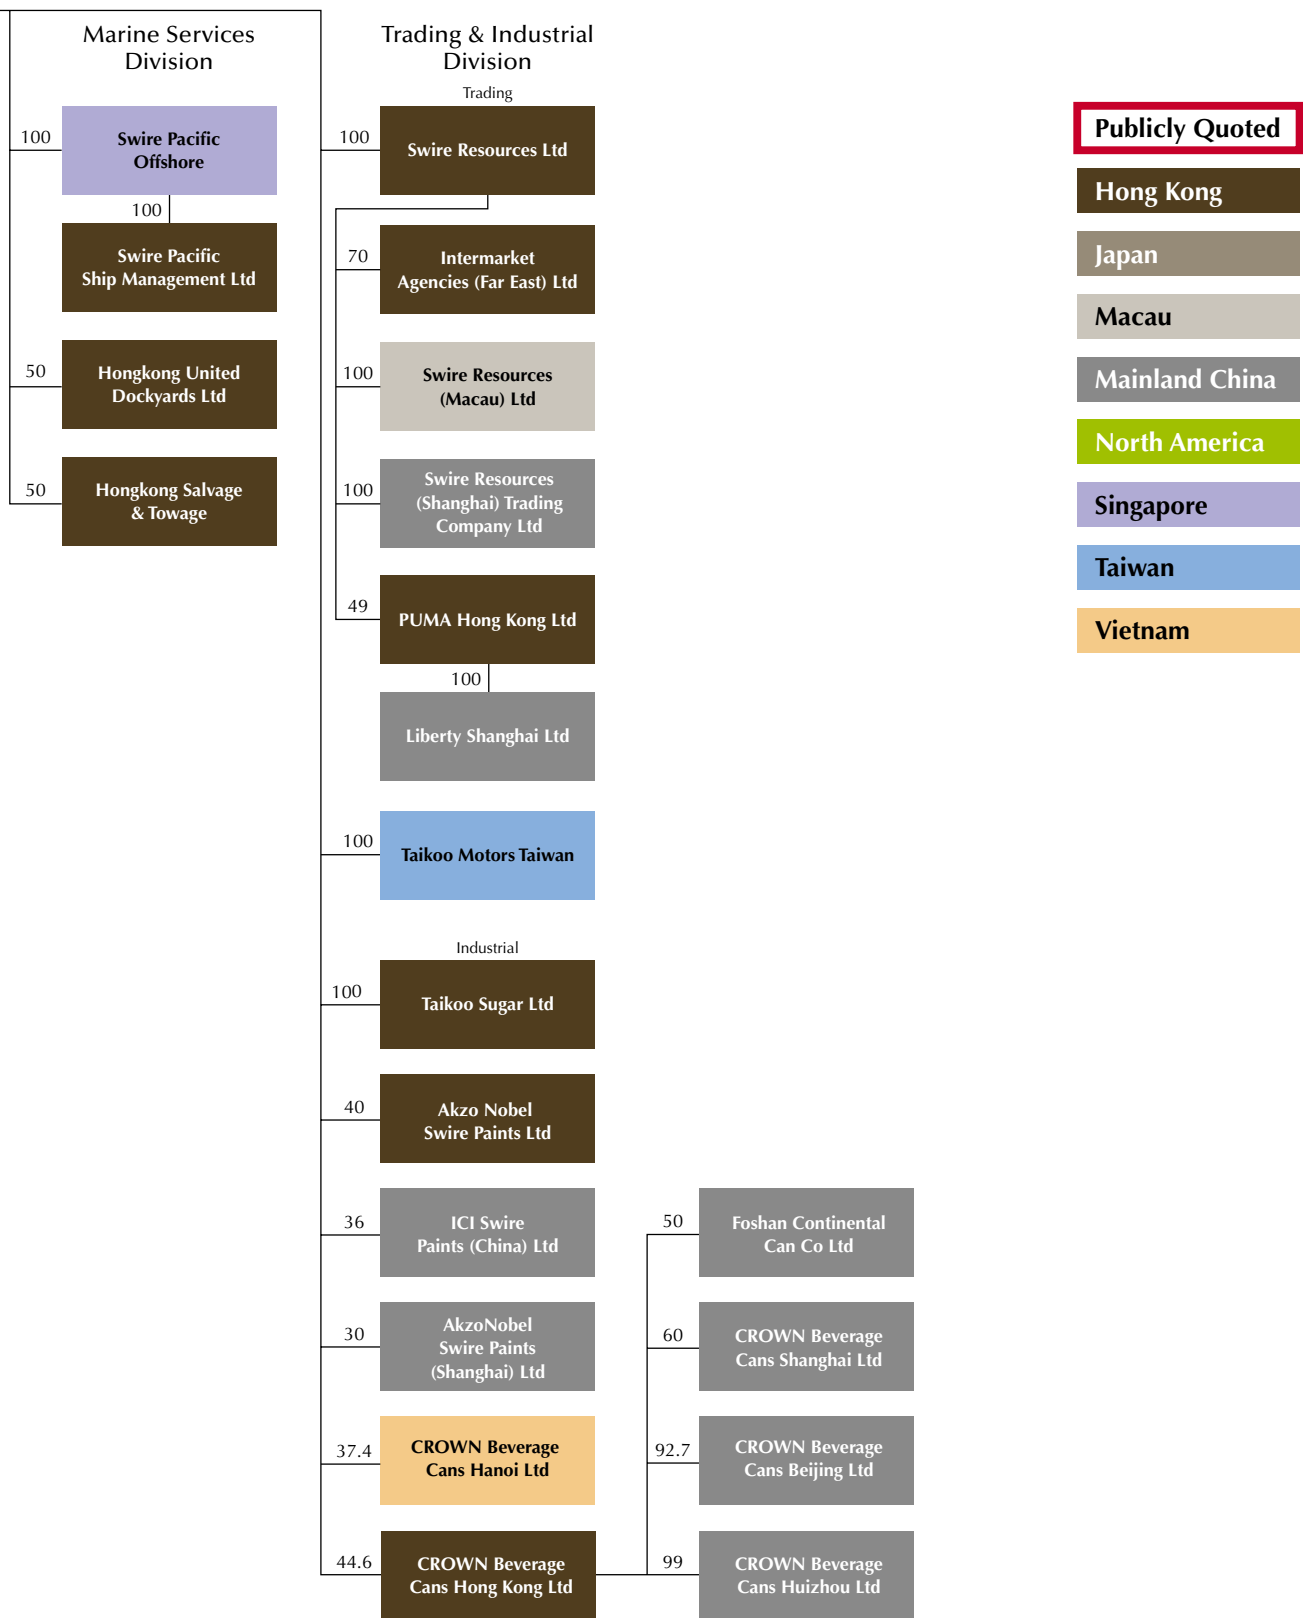 Marine Services
Division
100
Swire Pacific
Offshore
100
Swire Pacific
Ship Management Ltd
50
Hongkong United
Dockyards Ltd
50
Hongkong Salvage
& Towage
Trading & Industrial
Division
Trading
100
Swire Resources Ltd
70
Intermarket
Agencies (Far East) Ltd
100
Swire Resources
(Macau) Ltd
100
Swire Resources
(Shanghai) Trading
Company Ltd
49
PUMA Hong Kong Ltd
100
Liberty Shanghai Ltd
100
Taikoo Motors Taiwan
Industrial
100
Taikoo Sugar Ltd
40
Akzo Nobel
Swire Paints Ltd
36
ICI Swire
Paints (China) Ltd
30
AkzoNobel
Swire Paints
(Shanghai) Ltd
37.4
CROWN Beverage
Cans Hanoi Ltd
44.6
CROWN Beverage
Cans Hong Kong Ltd
50
Foshan Continental
Can Co Ltd
60
CROWN Beverage
Cans Shanghai Ltd
92.7
CROWN Beverage
Cans Beijing Ltd
99
CROWN Beverage
Cans Huizhou Ltd
Publicly Quoted
Hong Kong
Japan
Macau
Mainland China
North America
Singapore
Taiwan
Vietnam